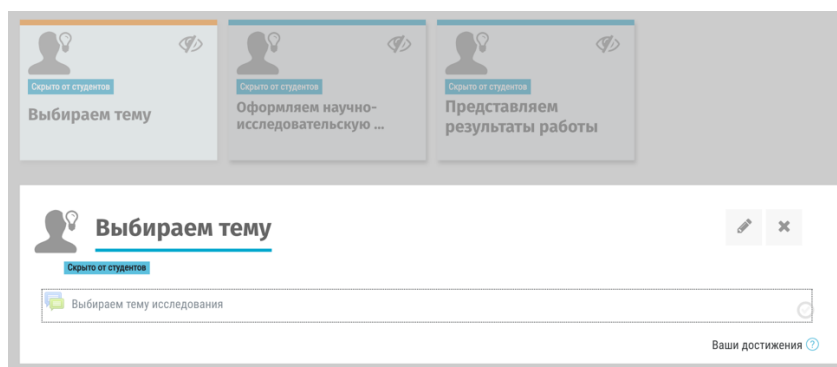 Скрыто от студентов
Выбираем тему
Скрыто от студентов
Оформляем научно-
исследовательскую ...
Скрыто от студентов
Представляем
результаты работы
Выбираем тему
Скрыто от студентов
Выбираем тему исследования
Ваши достижения